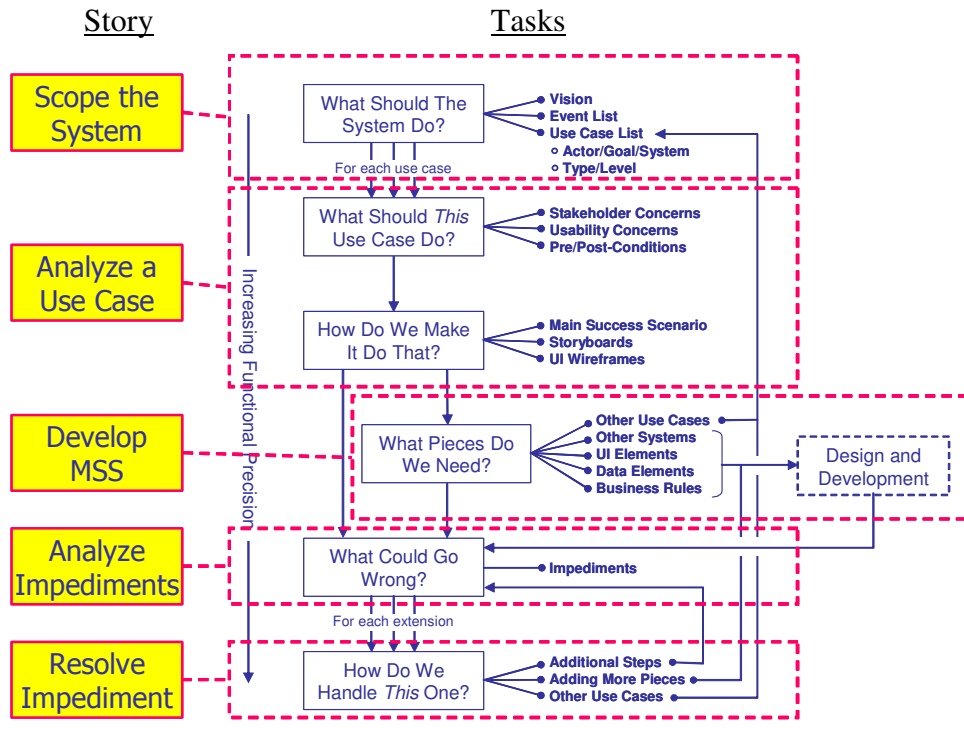 Story
Tasks
Scope the
System
What Should The
System Do?
Vision
Event List
Use Case List
Actor/Goal/System
Type/Level
For each use case
Analyze a
Use Case
What Should This
Use Case Do?
Stakeholder Concerns
Usability Concerns
Pre/Post-Conditions
Increasing Functional Precision
How Do We Make
It Do That?
Main Success Scenario
Storyboards
UI Wireframes
Develop
MSS
What Pieces Do
We Need?
Other Use Cases
Other Systems
UI Elements
Data Elements
Business Rules
Design and
Development
Analyze
Impediments
What Could Go
Wrong?
Impediments
For each extension
Resolve
Impediment
How Do We
Handle This One?
Additional Steps
Adding More Pieces
Other Use Cases